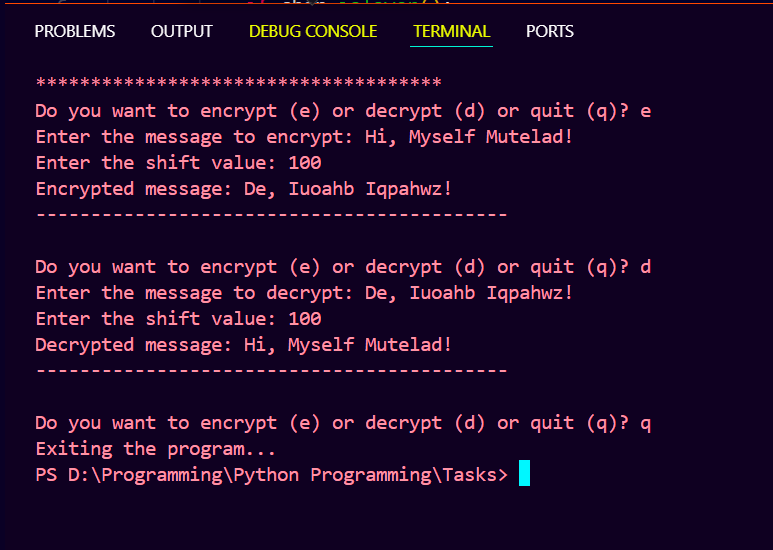 PROBLEMS OUTPUT DEBUG CONSOLE TERMINAL PORTS
*************************************
Do you want to encrypt (e) or decrypt (d) or quit (q)? e
Enter the message to encrypt: Hi, Myself Mutelad!
Enter the shift value: 100
Encrypted message: De, Iuoahb Iqpahwz!
-------------------------------------------
Do you want to encrypt (e) or decrypt (d) or quit (q)? d
Enter the message to decrypt: De, Iuoahb Iqpahwz!
Enter the shift value: 100
Decrypted message: Hi, Myself Mutelad!
-------------------------------------------
Do you want to encrypt (e) or decrypt (d) or quit (q)? q
Exiting the program...
PS D:\Programming\Python Programming\Tasks>